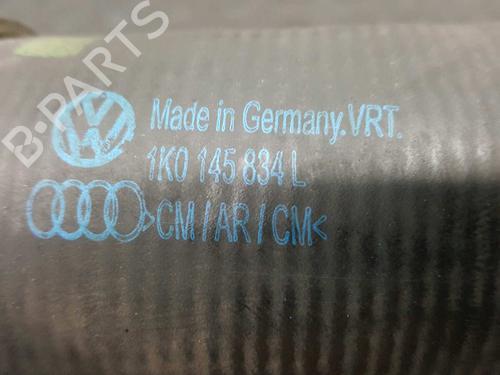 B-PARTS
Made in Germany.VRT.
1K0 145 834 L
>CM/AR/CM<